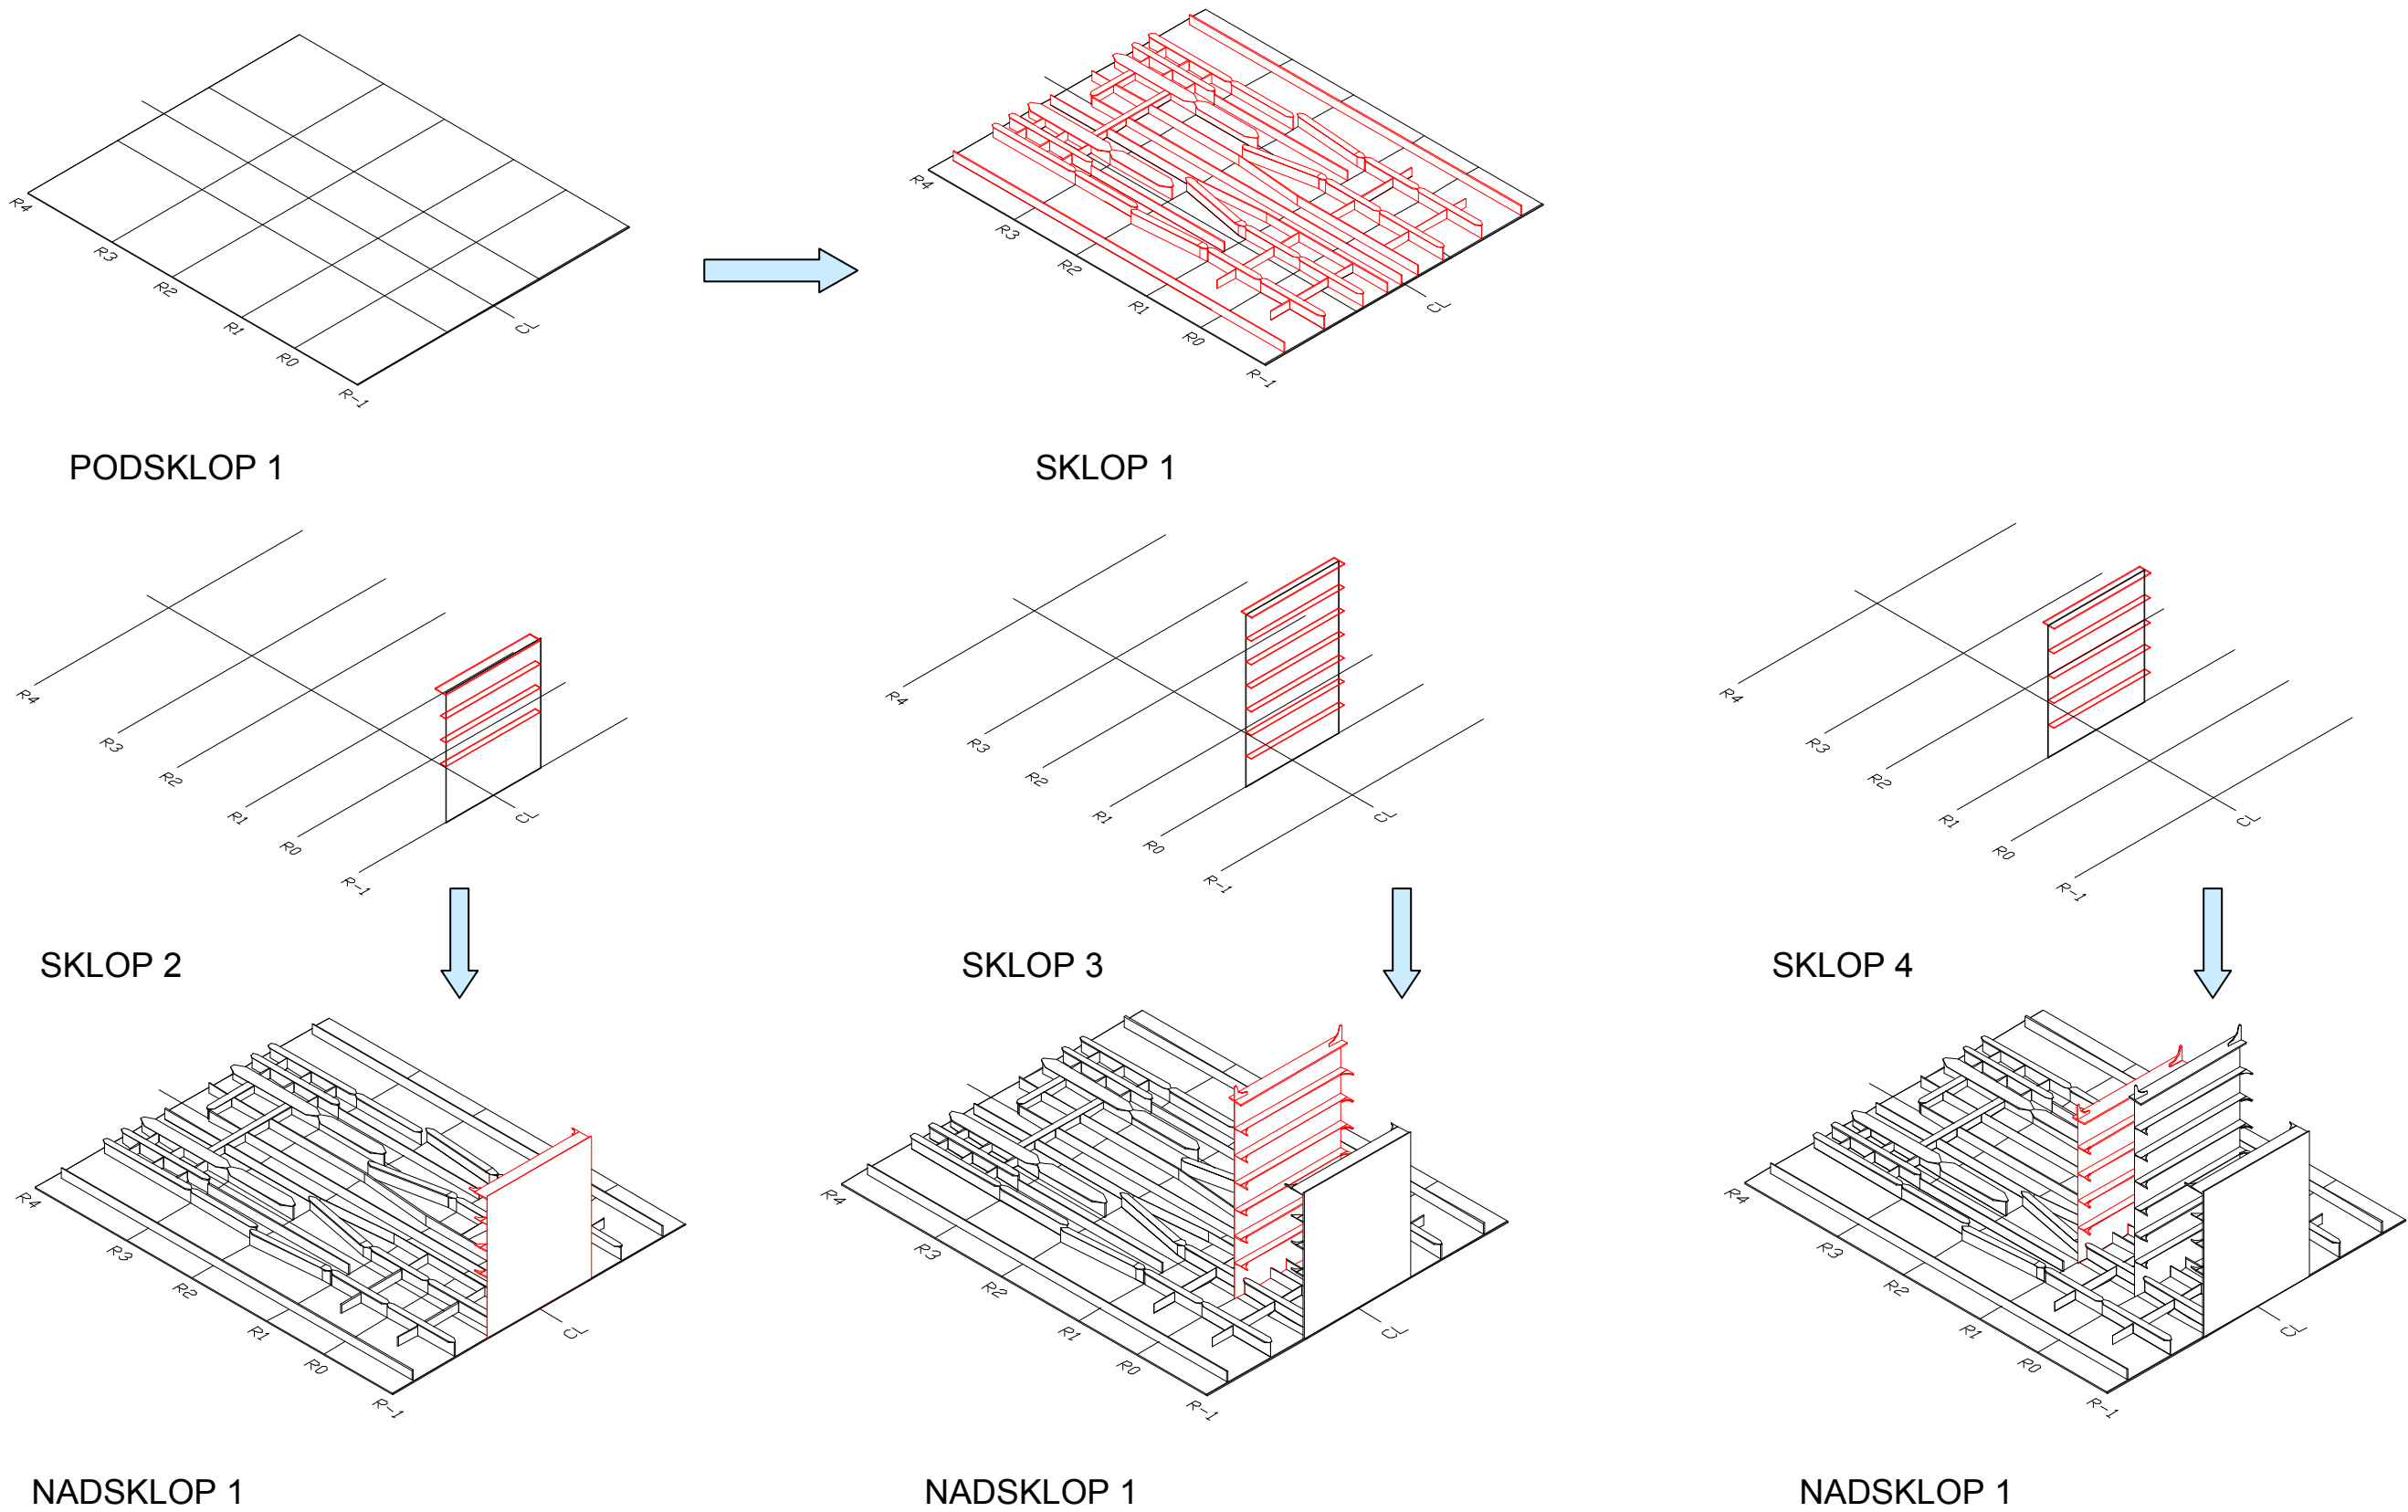 R4
R3
R2
R1
R0
R-1
CL
PODSKLOP 1
R4
R3
R2
R1
R0
R-1
CL
SKLOP 1
R4
R3
R2
R1
R0
R-1
CL
SKLOP 2
R4
R3
R2
R1
R0
R-1
CL
SKLOP 3
R4
R3
R2
R1
R0
R-1
CL
SKLOP 4
R4
R3
R2
R1
R0
R-1
CL
NADSKLOP 1
R4
R3
R2
R1
R0
R-1
CL
NADSKLOP 1
R4
R3
R2
R1
R0
R-1
CL
NADSKLOP 1